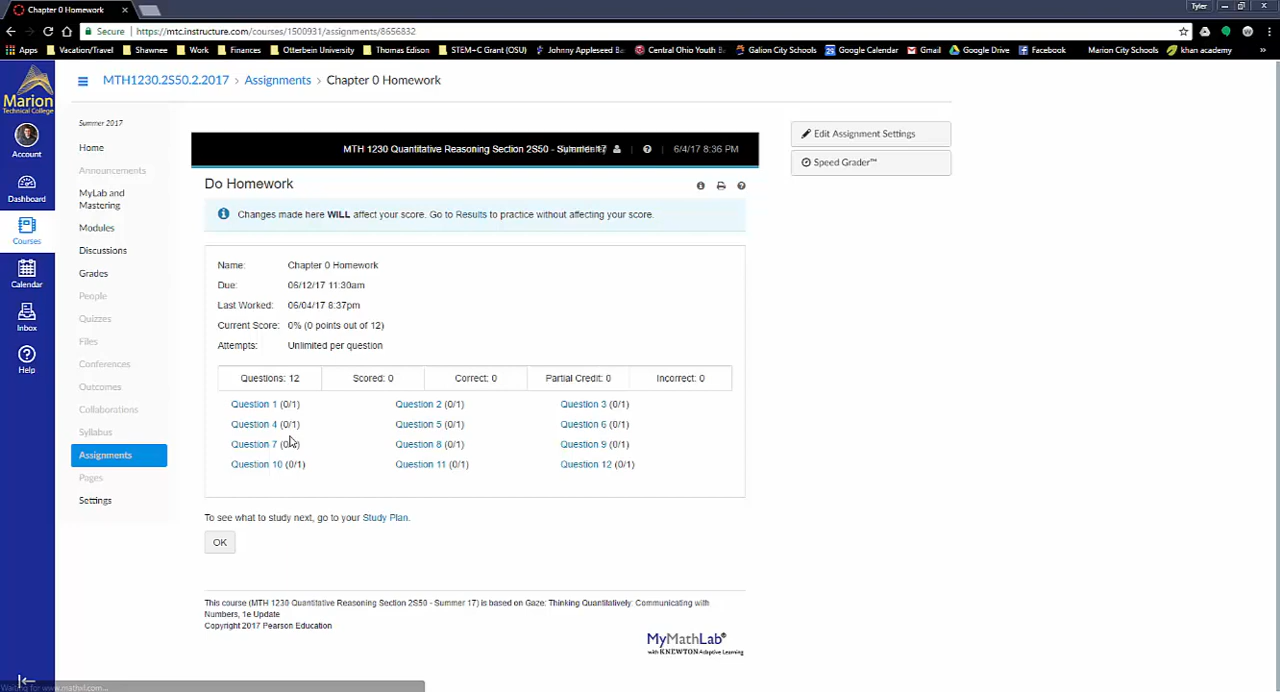 Chapter 0 Homework
Tyler
Secure
https://mtc.instructure.com/courses/1500931/assignments/8656832
Apps Vacation/Travel Shawnee Work Finances Otterbein University Thomas Edison STEM-C Grant (OSU) Johnny Appleseed Ba Central Ohio Youth B Galion City Schools Google Calendar Gmail Google Drive Facebook Marion City Schools khan academy »
Marion
Technical College
Account
Dashboard
Courses
Calendar
Inbox
Help
MTH1230.2S50.2.2017 > Assignments > Chapter 0 Homework
Summer 2017
Home
Announcements
MyLab and
Mastering
Modules
Discussions
Grades
People
Quizzes
Files
Conferences
Outcomes
Collaborations
Syllabus
Assignments
Pages
Settings
MTH 1230 Quantitative Reasoning Section 2S50 - Summer 17
6/4/17 8:36 PM
Do Homework
Changes made here WILL affect your score. Go to Results to practice without affecting your score.
Name: Chapter 0 Homework
Due: 06/12/17 11:30am
Last Worked: 06/04/17 8:37pm
Current Score: 0% (0 points out of 12)
Attempts: Unlimited per question
Questions: 12 Scored: 0 Correct: 0 Partial Credit: 0 Incorrect: 0
Question 1 (0/1) Question 2 (0/1) Question 3 (0/1)
Question 4 (0/1) Question 5 (0/1) Question 6 (0/1)
Question 7 (0/1) Question 8 (0/1) Question 9 (0/1)
Question 10 (0/1) Question 11 (0/1) Question 12 (0/1)
To see what to study next, go to your Study Plan.
OK
This course (MTH 1230 Quantitative Reasoning Section 2S50 - Summer 17) is based on Gaze: Thinking Quantitatively: Communicating with
Numbers, 1e Update
Copyright 2017 Pearson Education
MyMathLab®
with KNEWTON Adaptive Learning
Edit Assignment Settings
Speed Grader™
Waiting for www.mathxl.com...